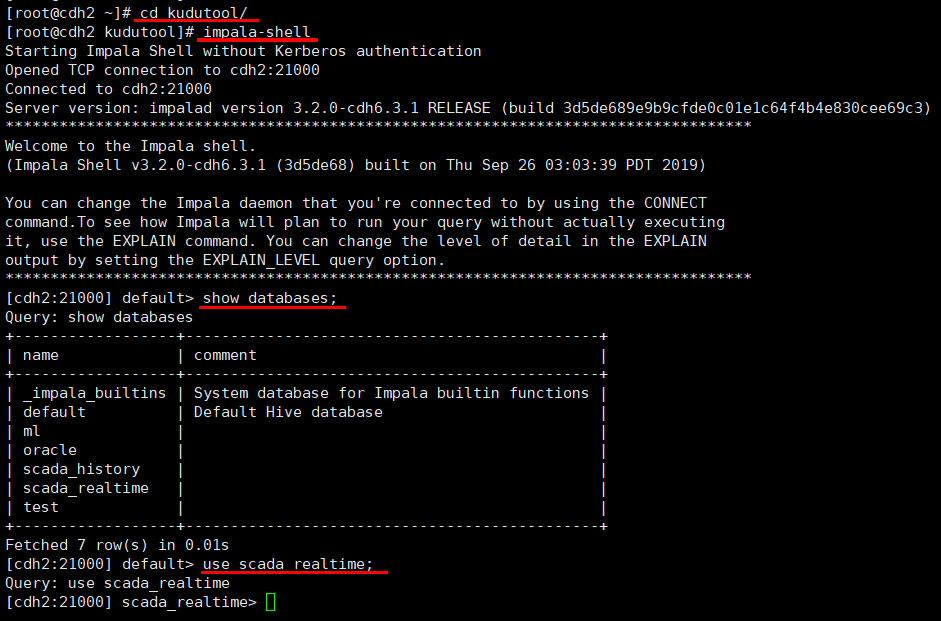 [root@cdh2 ~]# cd kudutool/
[root@cdh2 kudutool]# impala-shell
Starting Impala Shell without Kerberos authentication
Opened TCP connection to cdh2:21000
Connected to cdh2:21000
Server version: impalad version 3.2.0-cdh6.3.1 RELEASE (build 3d5de689e9b9cfde0c01e1c64f4b4e830cee69c3)
***********************************************************************************
Welcome to the Impala shell.
(Impala Shell v3.2.0-cdh6.3.1 (3d5de68) built on Thu Sep 26 03:03:39 PDT 2019)

You can change the Impala daemon that you're connected to by using the CONNECT
command.To see how Impala will plan to run your query without actually executing
it, use the EXPLAIN command. You can change the level of detail in the EXPLAIN
output by setting the EXPLAIN_LEVEL query option.
***********************************************************************************
[cdh2:21000] default> show databases;
Query: show databases
+------------------+----------------------------------------------+
| name             | comment                                      |
+------------------+----------------------------------------------+
| _impala_builtins | System database for Impala builtin functions |
| default          | Default Hive database                        |
| ml               |                                              |
| oracle           |                                              |
| scada_history    |                                              |
| scada_realtime   |                                              |
| test             |                                              |
+------------------+----------------------------------------------+
Fetched 7 row(s) in 0.01s
[cdh2:21000] default> use scada_realtime;
Query: use scada_realtime
[cdh2:21000] scada_realtime>